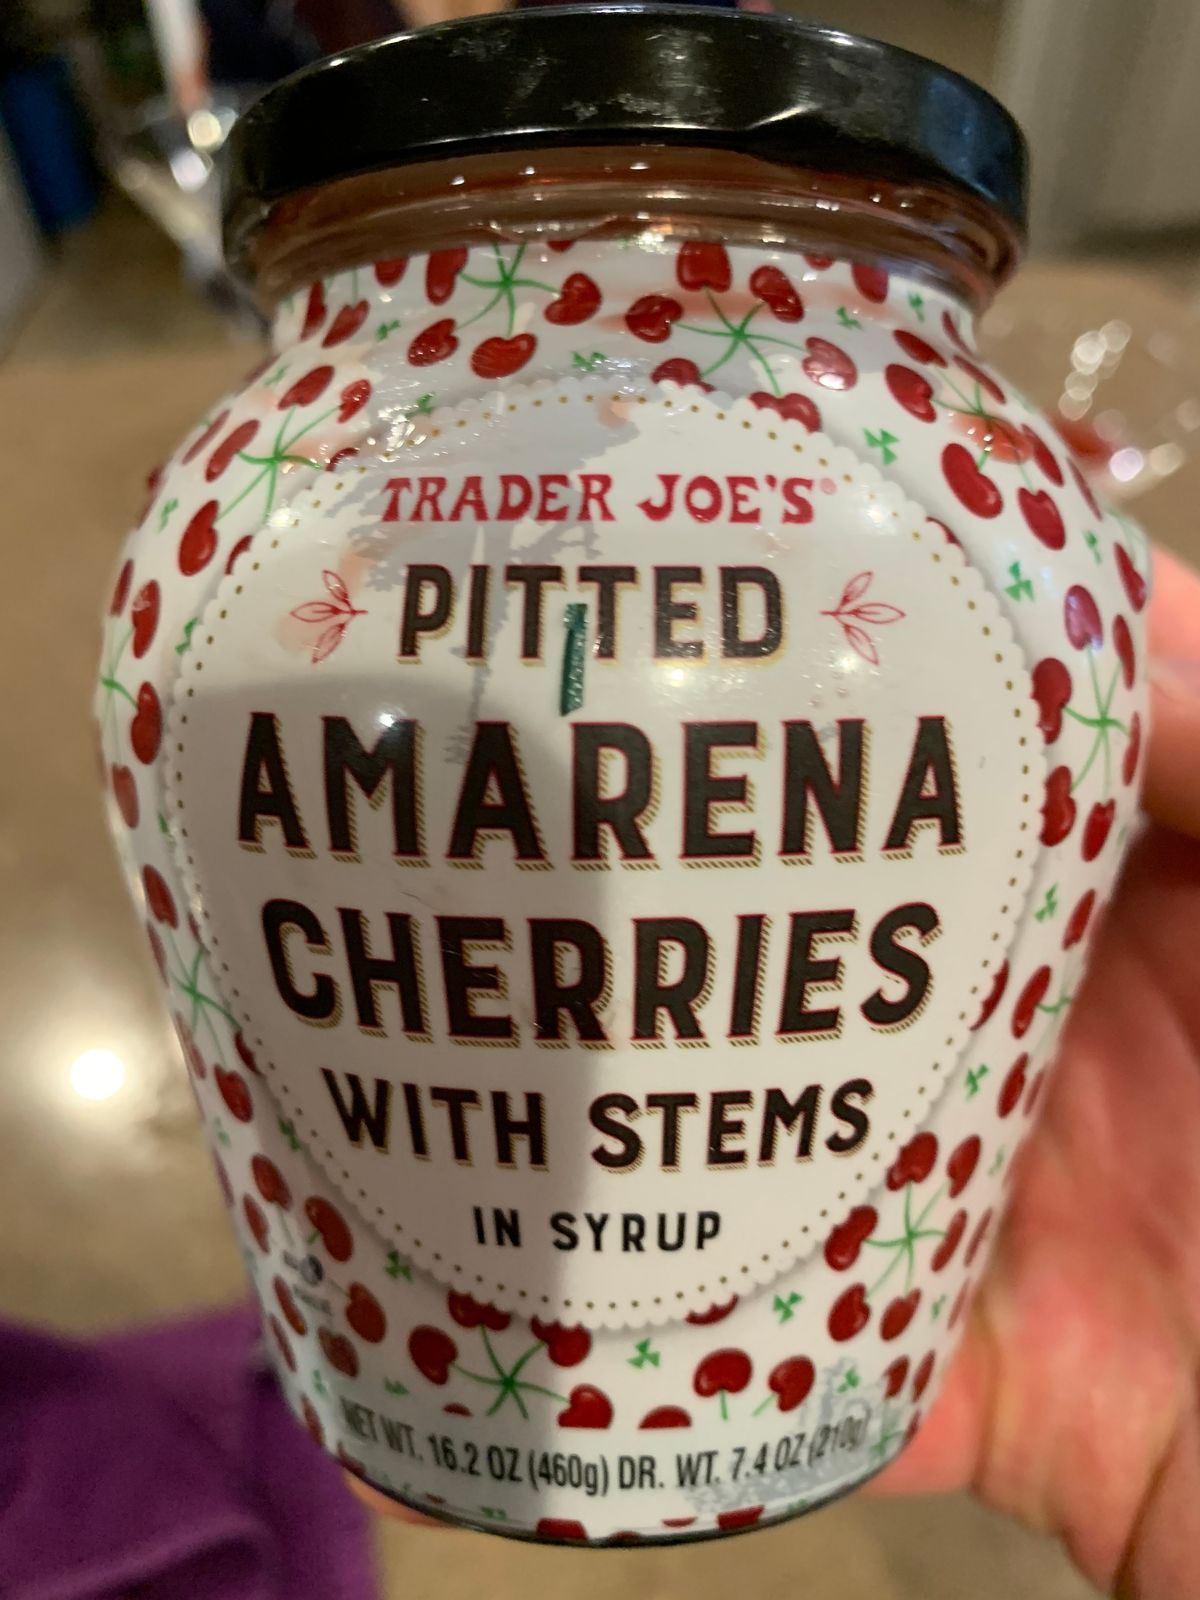 TRADER JOE'S®
PITTED
AMARENA
CHERRIES
WITH STEMS
IN SYRUP
NET WT. 16.2 OZ (460g) DR. WT. 7.4 OZ (210g)